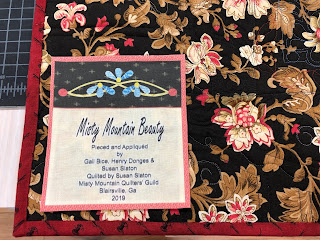 Misty Mountain Beauty
Pieced and Appliquéd
by
Gail Bice, Henry Donges &
Susan Slaton
Quilted by Susan Slaton
Misty Mountain Quilters' Guild
Blairsville, Ga
2019